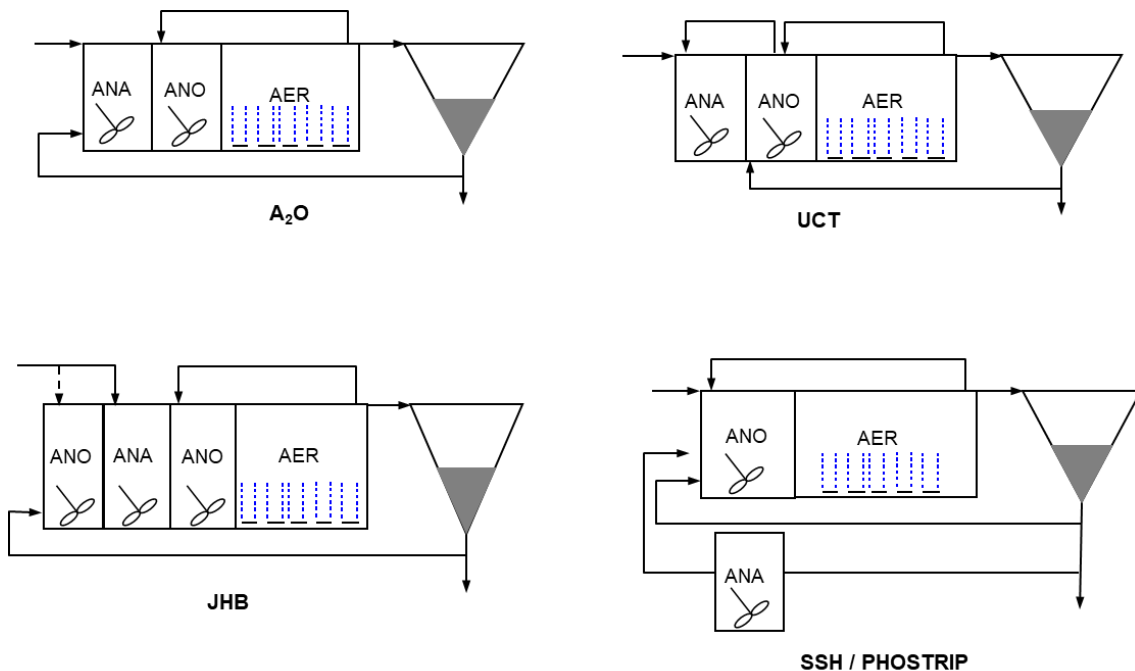 ANA ANO AER
A₂O
ANA ANO AER
UCT
ANO ANA ANO AER
JHB
ANO AER
ANA
SSH / PHOSTRIP